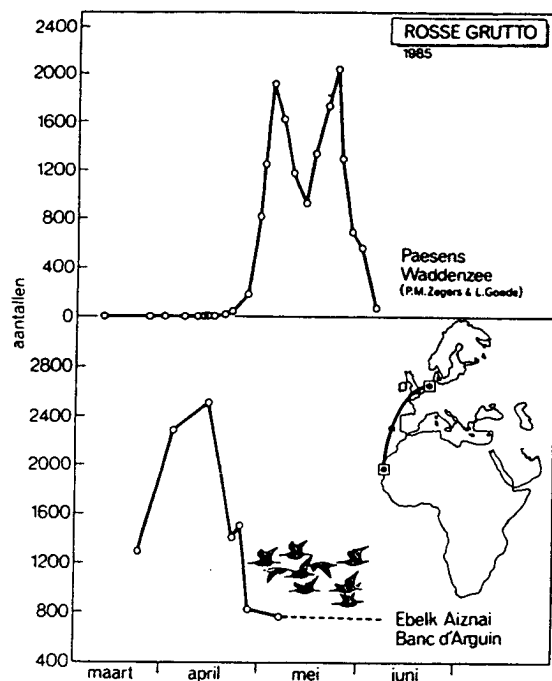 ROSSE GRUTTO
1985
2400
2000
1600
1200
800
400
0
aantallen
Paesens
Waddenzee
(P.M. Zegers & L. Goede)
2800
2400
2000
1600
1200
800
400
Ebelk Aiznai
Banc d'Arguin
maart april mei juni